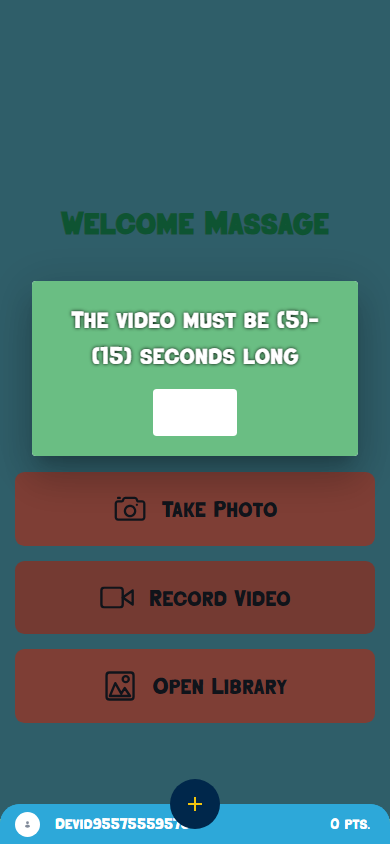 Welcome Massage
The video must be (5)-
(15) seconds long
Take Photo
Record Video
Open Library
0 pts.